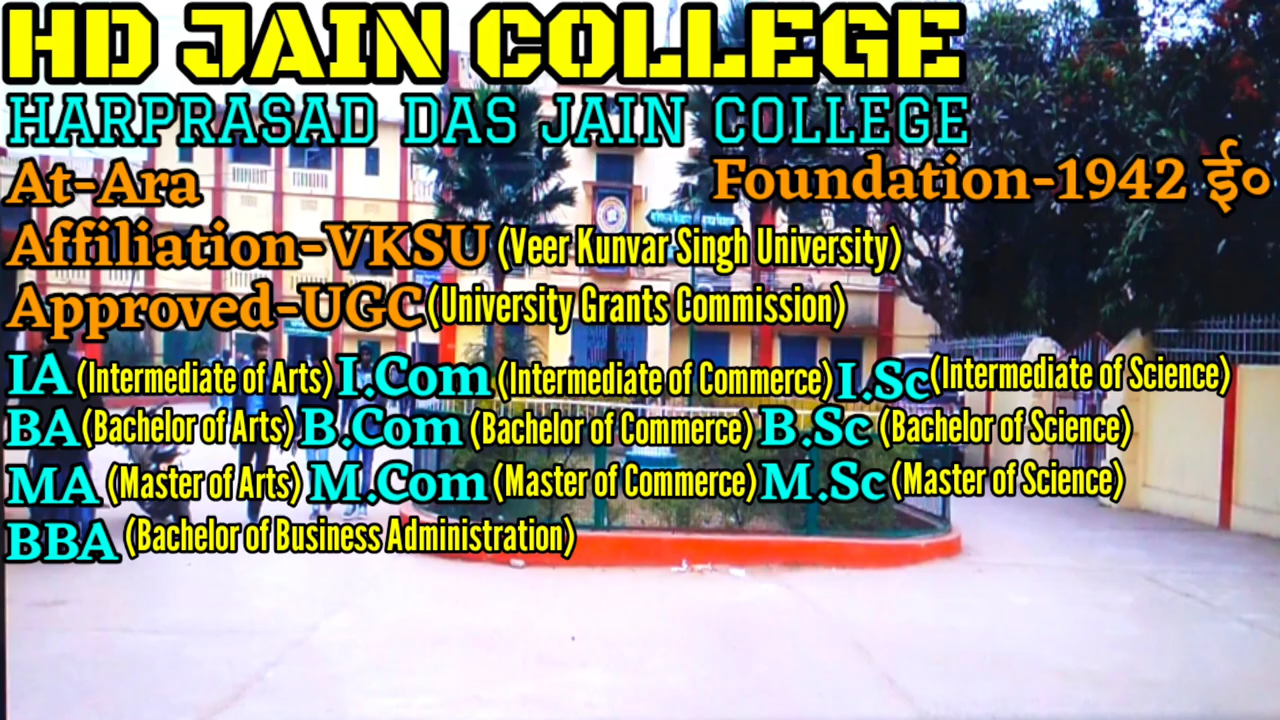 HD JAIN COLLEGE
HARPRASAD DAS JAIN COLLEGE
At-Ara Foundation-1942 ई०
Affiliation-VKSU (Veer Kunvar Singh University)
Approved-UGC (University Grants Commission)
IA (Intermediate of Arts) I.Com (Intermediate of Commerce) I.Sc (Intermediate of Science)
BA (Bachelor of Arts) B.Com (Bachelor of Commerce) B.Sc (Bachelor of Science)
MA (Master of Arts) M.Com (Master of Commerce) M.Sc (Master of Science)
BBA (Bachelor of Business Administration)